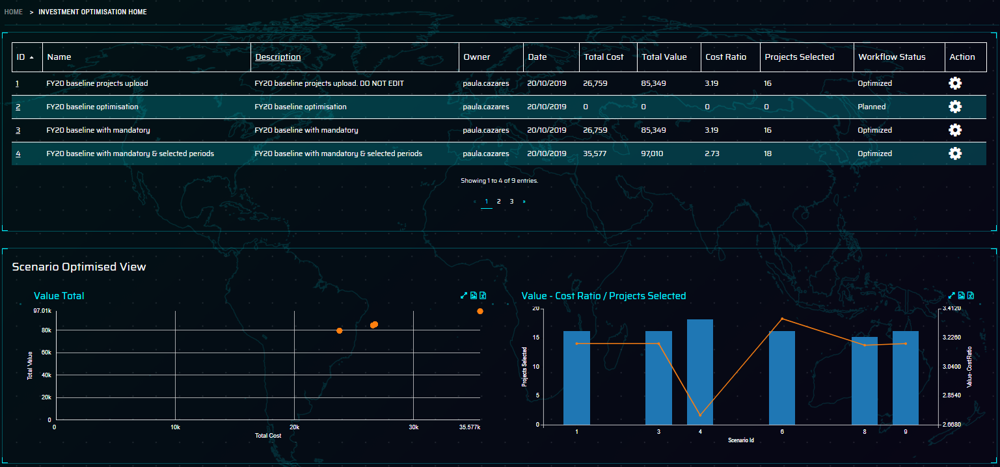 HOME > INVESTMENT OPTIMISATION HOME
ID Name Description Owner Date Total Cost Total Value Cost Ratio Projects Selected Workflow Status Action
1 FY20 baseline projects upload FY20 baseline projects upload. DO NOT EDIT paula.cazares 20/10/2019 26,759 85,349 3.19 16 Optimized
2 FY20 baseline optimisation FY20 baseline optimisation paula.cazares 20/10/2019 0 0 0 0 Planned
3 FY20 baseline with mandatory FY20 baseline with mandatory paula.cazares 20/10/2019 26,759 85,349 3.19 16 Optimized
4 FY20 baseline with mandatory & selected periods FY20 baseline with mandatory & selected periods paula.cazares 20/10/2019 35,577 97,010 2.73 18 Optimized
Showing 1 to 4 of 9 entries.
« 1 2 3 »
Scenario Optimised View
Value Total
97.01k
80k
60k
40k
20k
0
Total Value
0 10k 20k 30k 35.577k
Total Cost
Value - Cost Ratio / Projects Selected
20
15
10
5
0
Projects Selected
3.4120
3.2260
3.0400
2.8540
2.6680
Value-CostRatio
1 3 4 6 8 9
Scenario Id